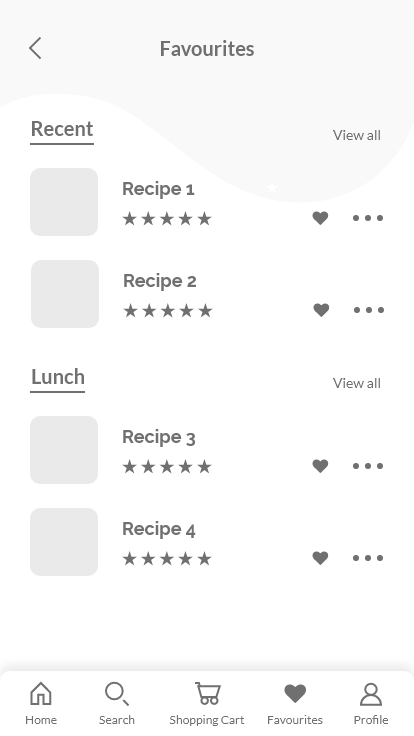 Favourites
Recent
View all
Recipe 1
Recipe 2
Lunch
View all
Recipe 3
Recipe 4
Home Search Shopping Cart Favourites Profile